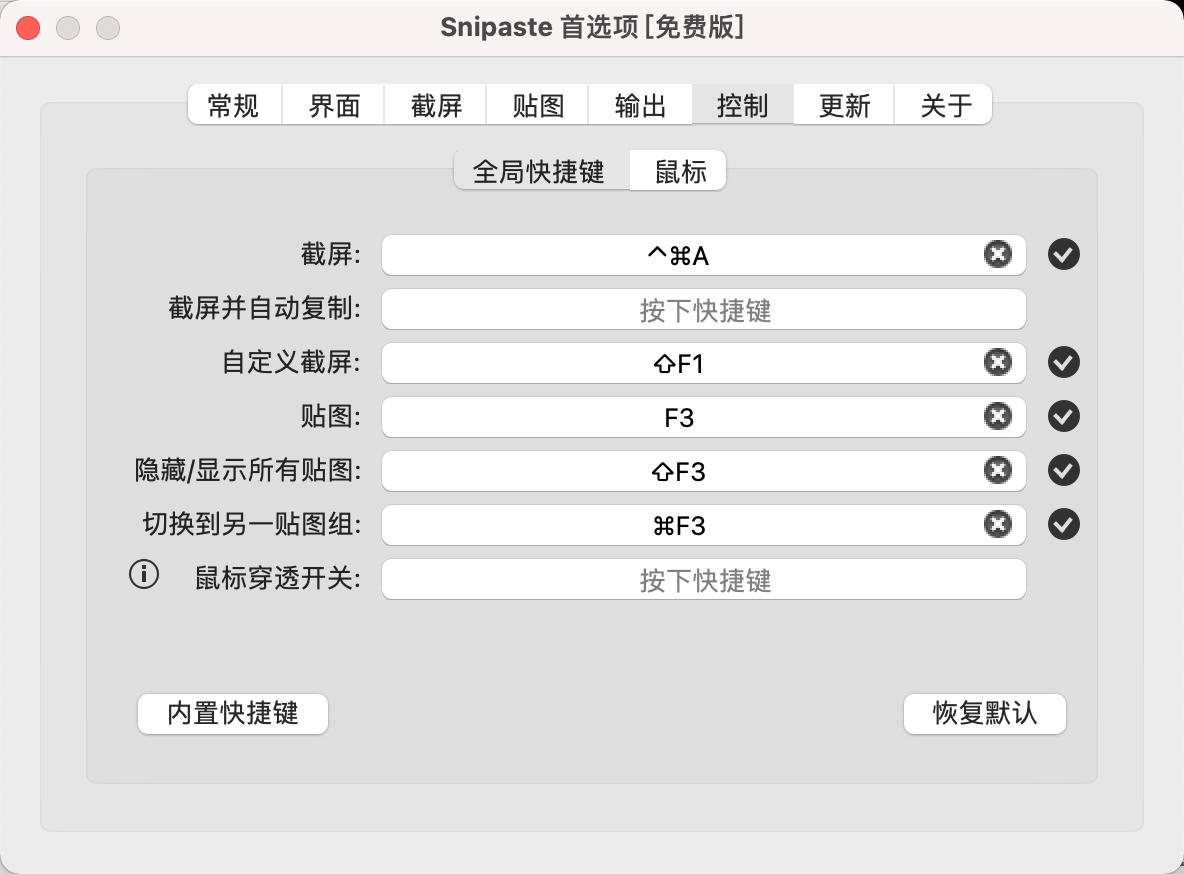 Snipaste 首选项[免费版]
常规 界面 截屏 贴图 输出 控制 更新 关于
全局快捷键 鼠标
截屏: ^⌘A
截屏并自动复制: 按下快捷键
自定义截屏: ⇧F1
贴图: F3
隐藏/显示所有贴图: ⇧F3
切换到另一贴图组: ⌘F3
鼠标穿透开关: 按下快捷键
内置快捷键 恢复默认